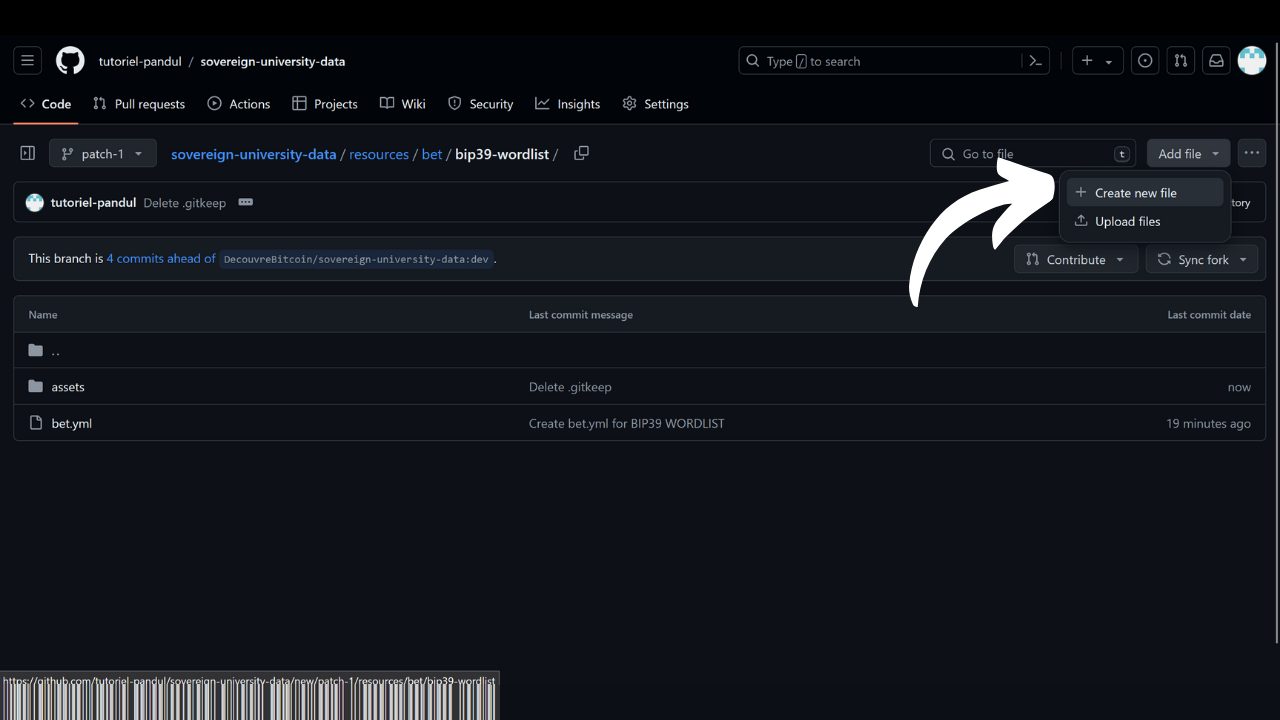 tutoriel-pandul / sovereign-university-data
Type / to search
Code Pull requests Actions Projects Wiki Security Insights Settings
patch-1 sovereign-university-data / resources / bet / bip39-wordlist / Go to file t Add file
tutoriel-pandul Delete .gitkeep tory
Create new file
Upload files
This branch is 4 commits ahead of DecouvreBitcoin/sovereign-university-data:dev . Contribute Sync fork
Name Last commit message Last commit date
..
assets Delete .gitkeep now
bet.yml Create bet.yml for BIP39 WORDLIST 19 minutes ago
https://github.com/tutoriel-pandul/sovereign-university-data/new/patch-1/resources/bet/bip39-wordlist